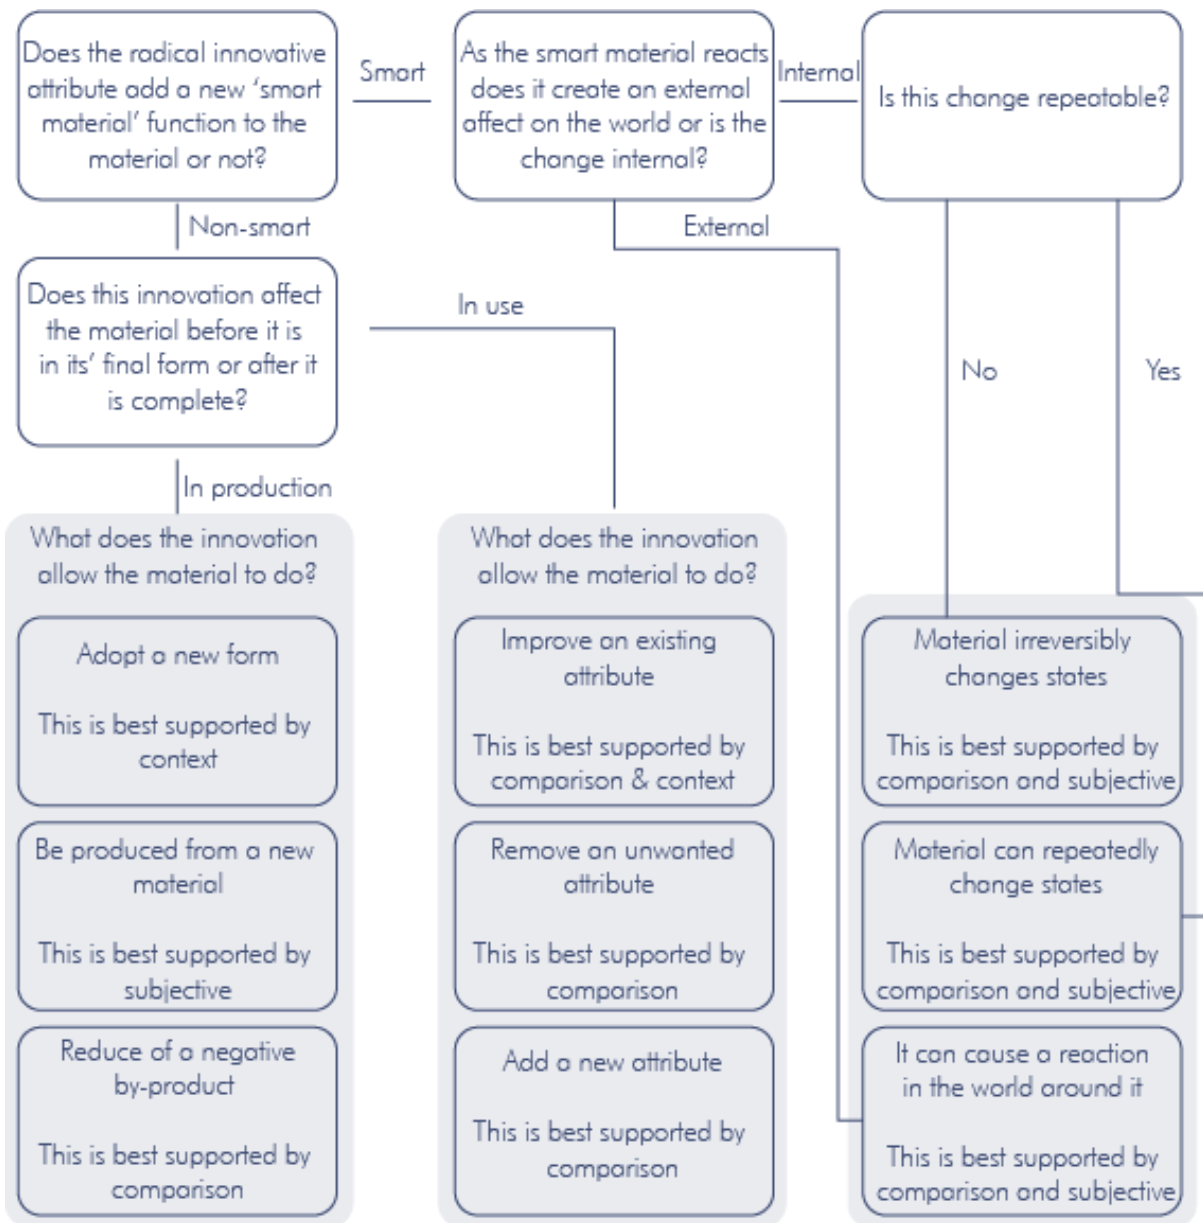 Does the radical innovative
attribute add a new ‘smart
material’ function to the
material or not?
Smart
As the smart material reacts
does it create an external
affect on the world or is the
change internal?
Internal
Is this change repeatable?
Non-smart
External
Does this innovation affect
the material before it is
in its’ final form or after it
is complete?
In use
No
Yes
In production
What does the innovation
allow the material to do?
Adopt a new form
This is best supported by
context
Be produced from a new
material
This is best supported by
subjective
Reduce of a negative
by-product
This is best supported by
comparison
What does the innovation
allow the material to do?
Improve an existing
attribute
This is best supported by
comparison & context
Remove an unwanted
attribute
This is best supported by
comparison
Add a new attribute
This is best supported by
comparison
Material irreversibly
changes states
This is best supported by
comparison and subjective
Material can repeatedly
change states
This is best supported by
comparison and subjective
It can cause a reaction
in the world around it
This is best supported by
comparison and subjective